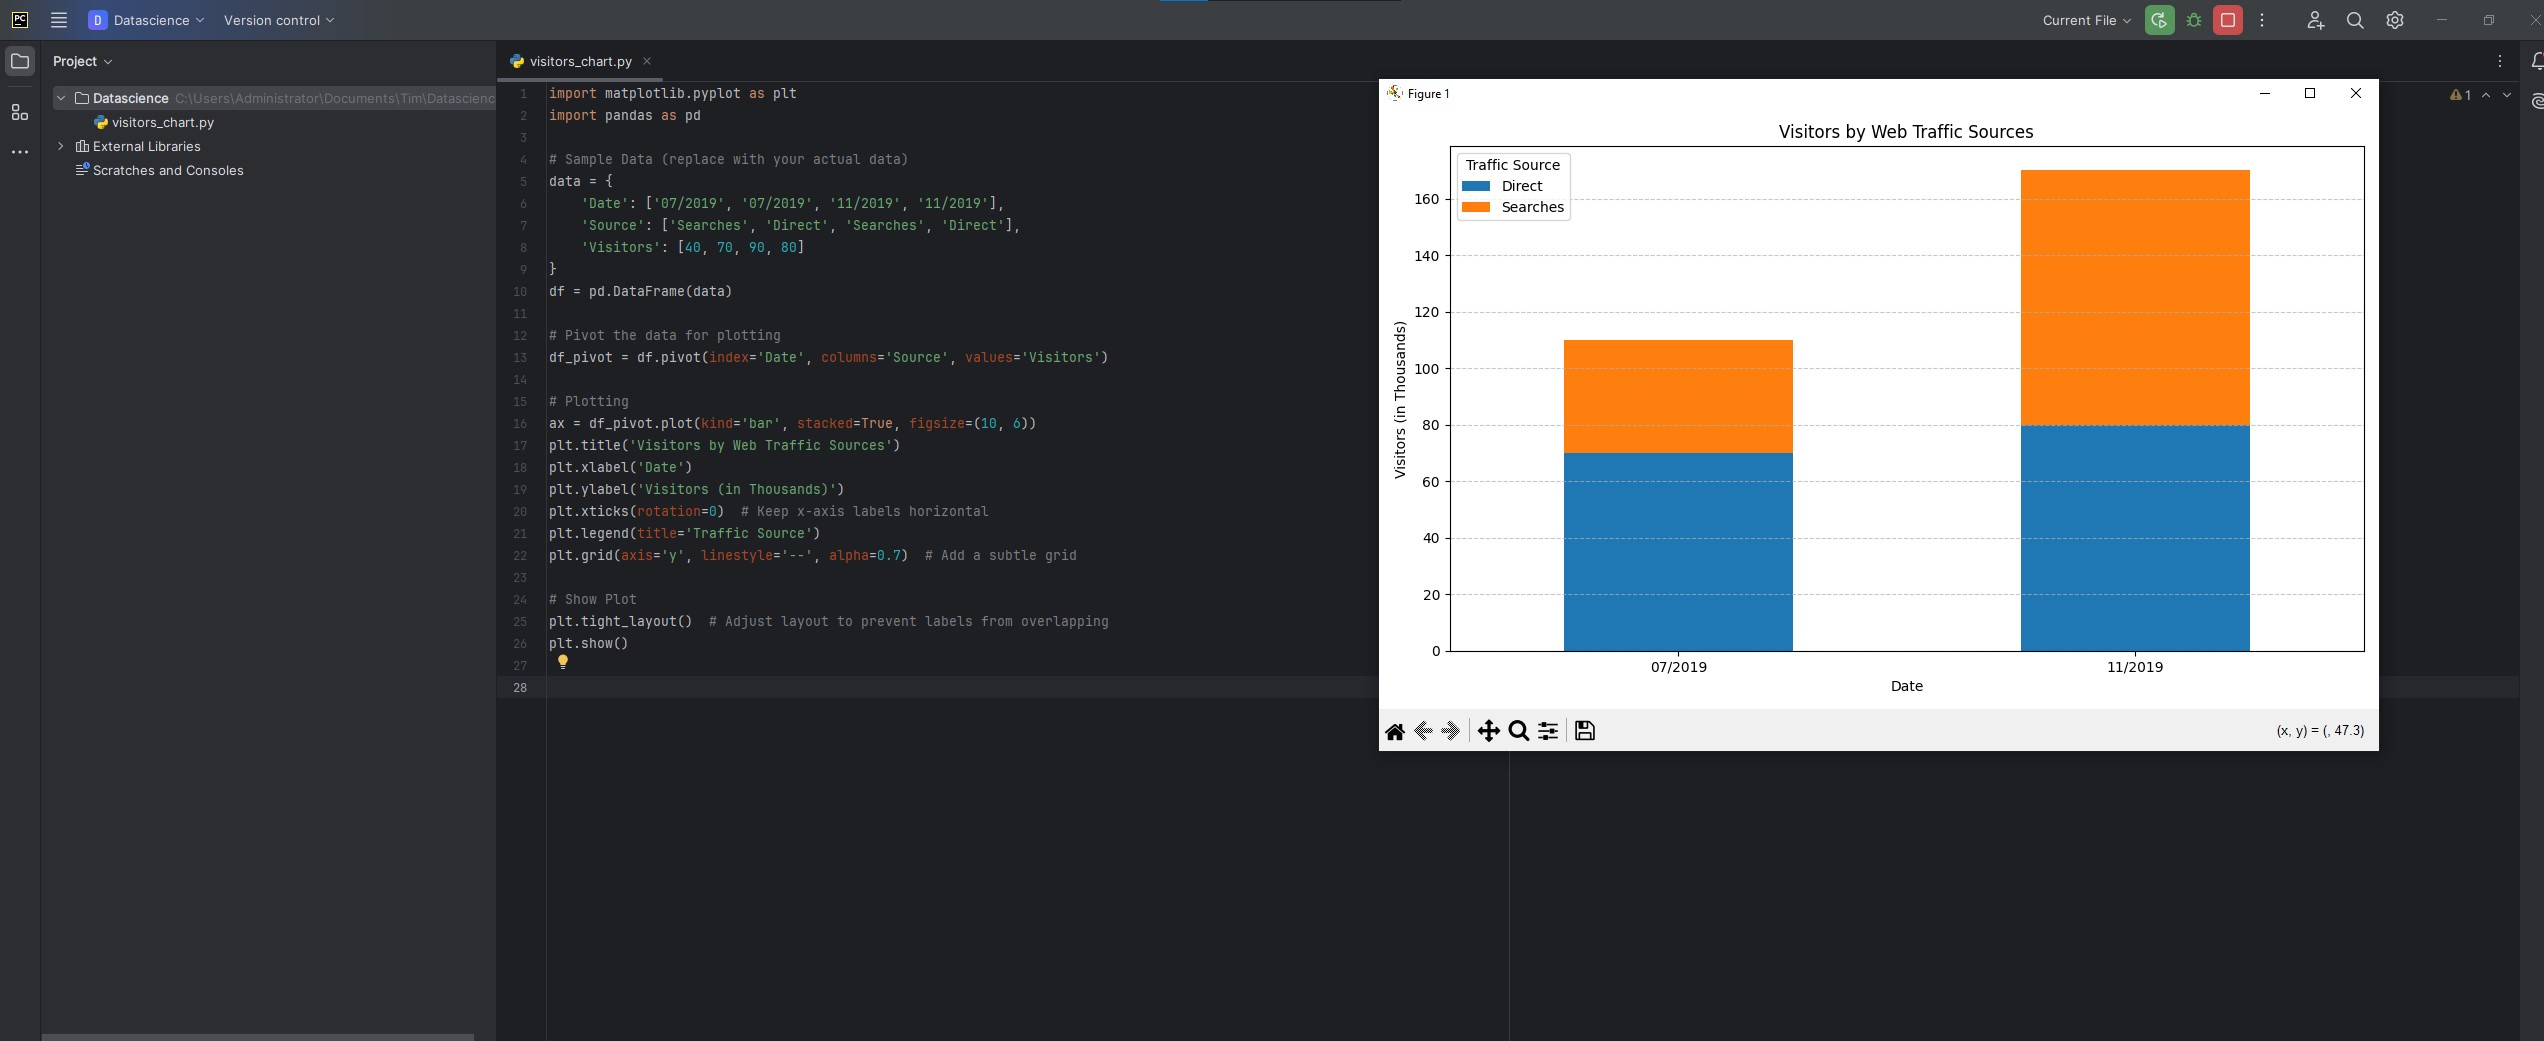 PC
D Datascience Version control
Current File
Project
visitors_chart.py
Datascience C:\Users\Administrator\Documents\Tim\Datascienc
visitors_chart.py
External Libraries
Scratches and Consoles
1 import matplotlib.pyplot as plt
2 import pandas as pd
3
4 # Sample Data (replace with your actual data)
5 data = {
6     'Date': ['07/2019', '07/2019', '11/2019', '11/2019'],
7     'Source': ['Searches', 'Direct', 'Searches', 'Direct'],
8     'Visitors': [40, 70, 90, 80]
9 }
10 df = pd.DataFrame(data)
11
12 # Pivot the data for plotting
13 df_pivot = df.pivot(index='Date', columns='Source', values='Visitors')
14
15 # Plotting
16 ax = df_pivot.plot(kind='bar', stacked=True, figsize=(10, 6))
17 plt.title('Visitors by Web Traffic Sources')
18 plt.xlabel('Date')
19 plt.ylabel('Visitors (in Thousands)')
20 plt.xticks(rotation=0)  # Keep x-axis labels horizontal
21 plt.legend(title='Traffic Source')
22 plt.grid(axis='y', linestyle='--', alpha=0.7)  # Add a subtle grid
23
24 # Show Plot
25 plt.tight_layout()  # Adjust layout to prevent labels from overlapping
26 plt.show()
27
28
1
Figure 1
Visitors by Web Traffic Sources
Traffic Source
Direct
Searches
Visitors (in Thousands)
160
140
120
100
80
60
40
20
0
07/2019 11/2019
Date
(x, y) = (, 47.3)